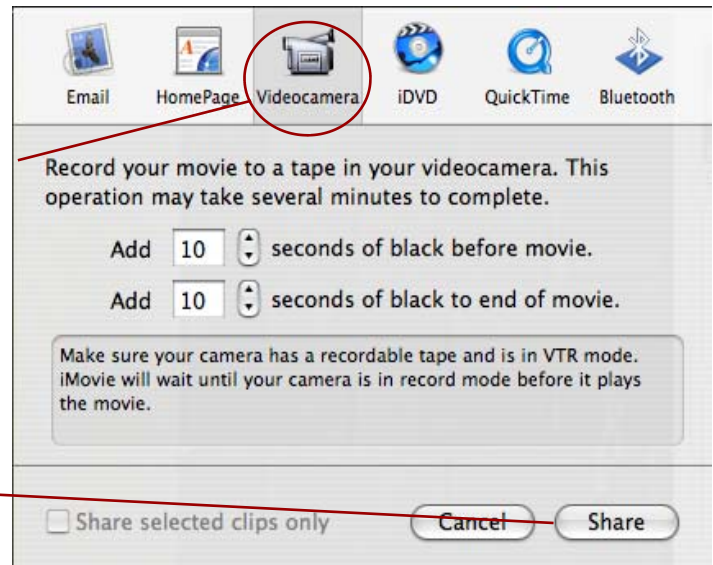 Email HomePage Videocamera iDVD QuickTime Bluetooth
Record your movie to a tape in your videocamera. This
operation may take several minutes to complete.
Add 10 seconds of black before movie.
Add 10 seconds of black to end of movie.
Make sure your camera has a recordable tape and is in VTR mode.
iMovie will wait until your camera is in record mode before it plays
the movie.
Share selected clips only Cancel Share